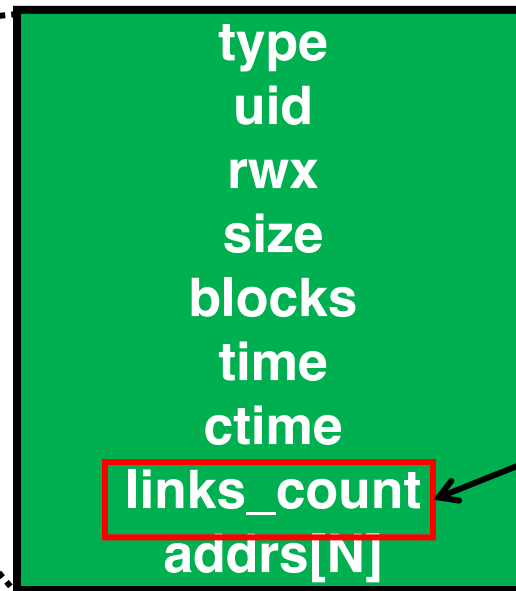 type
uid
rwx
size
blocks
time
ctime
links_count
addrs[N]